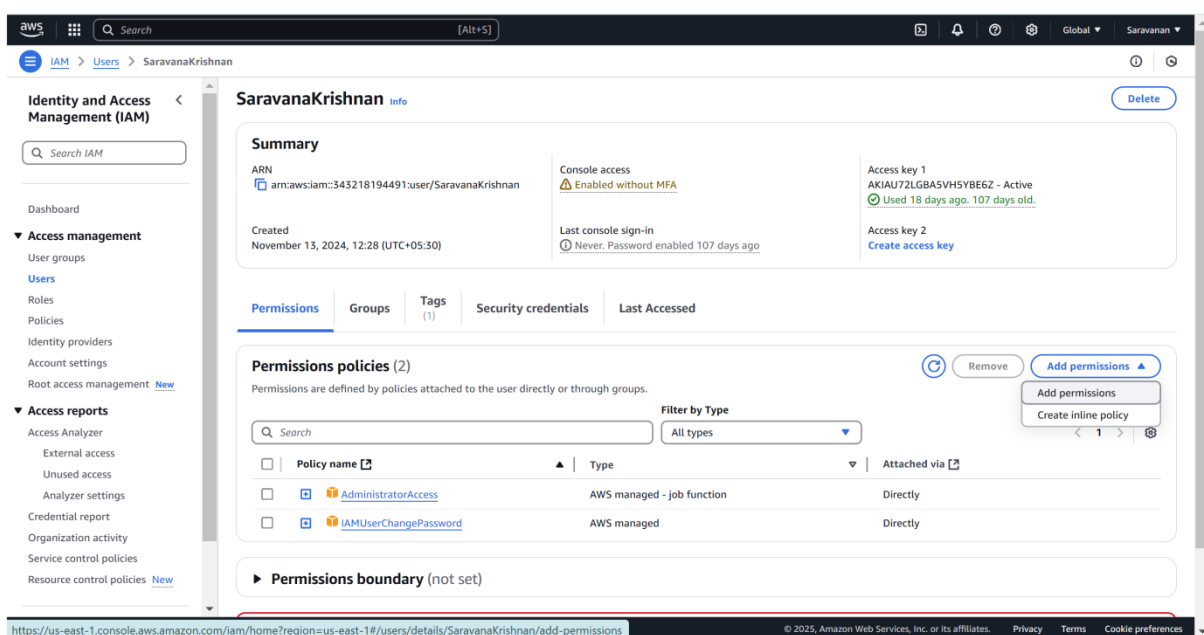 aws
Search
[Alt+S]
Global
Saravanan
IAM > Users > SaravanaKrishnan
Identity and Access
Management (IAM)
Search IAM
Dashboard
Access management
User groups
Users
Roles
Policies
Identity providers
Account settings
Root access management New
Access reports
Access Analyzer
External access
Unused access
Analyzer settings
Credential report
Organization activity
Service control policies
Resource control policies New
SaravanaKrishnan Info
Delete
Summary
ARN
arn:aws:iam::343218194491:user/SaravanaKrishnan
Console access
Enabled without MFA
Access key 1
AKIAU72LGBA5VH5YBE6Z - Active
Used 18 days ago. 107 days old.
Created
November 13, 2024, 12:28 (UTC+05:30)
Last console sign-in
Never. Password enabled 107 days ago
Access key 2
Create access key
Permissions
Groups
Tags
(1)
Security credentials
Last Accessed
Permissions policies (2)
Remove
Add permissions
Permissions are defined by policies attached to the user directly or through groups.
Add permissions
Create inline policy
Filter by Type
Search
All types
< 1 >
Policy name
Type
Attached via
AdministratorAccess
AWS managed - job function
Directly
IAMUserChangePassword
AWS managed
Directly
Permissions boundary (not set)
https://us-east-1.console.aws.amazon.com/iam/home?region=us-east-1#/users/details/SaravanaKrishnan/add-permissions
© 2025, Amazon Web Services, Inc. or its affiliates.
Privacy
Terms
Cookie preferences